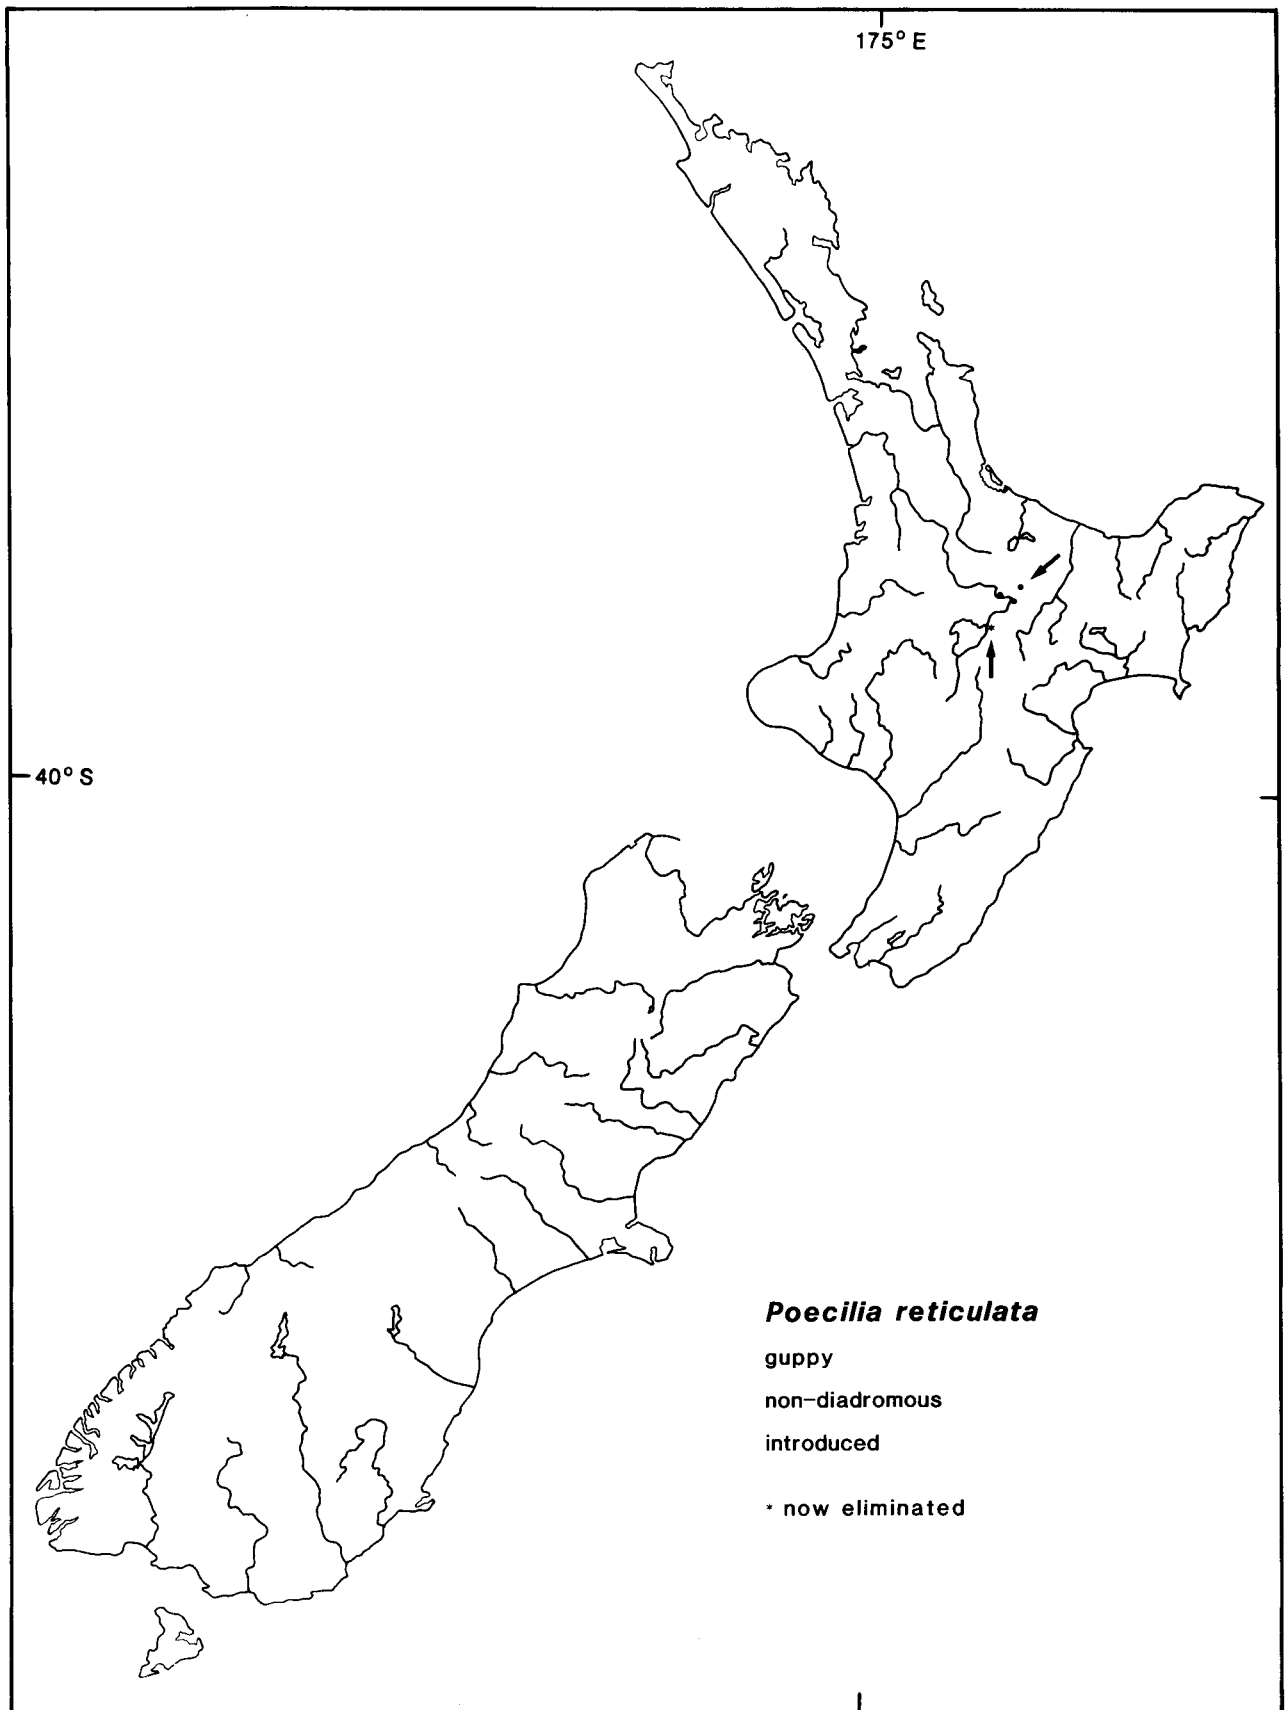 175° E
40° S
Poecilia reticulata
guppy
non-diadromous
introduced
* now eliminated